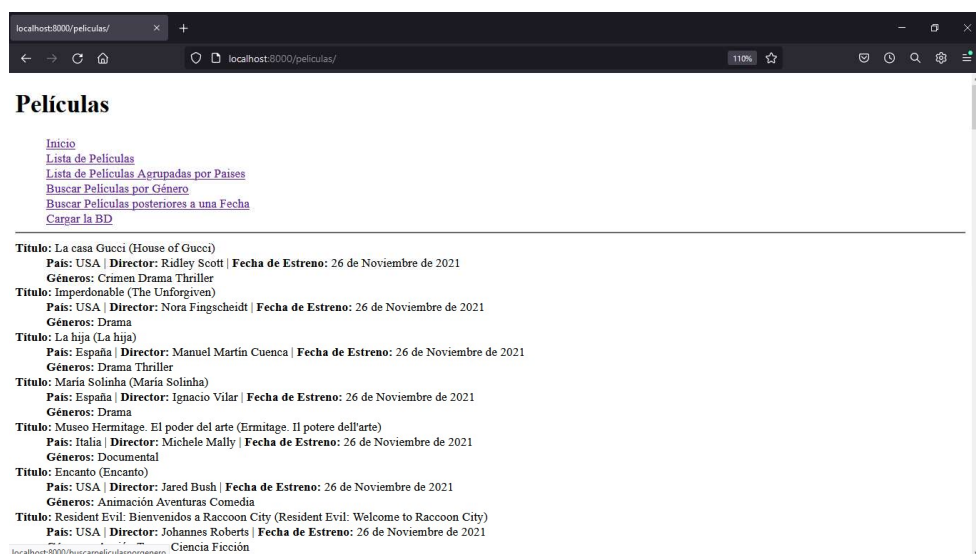 localhost:8000/peliculas/
localhost:8000/peliculas/
110%
Películas
Inicio
Lista de Películas
Lista de Películas Agrupadas por Paises
Buscar Peliculas por Género
Buscar Peliculas posteriores a una Fecha
Cargar la BD
Título: La casa Gucci (House of Gucci)
País: USA | Director: Ridley Scott | Fecha de Estreno: 26 de Noviembre de 2021
Géneros: Crimen Drama Thriller
Título: Imperdonable (The Unforgiven)
País: USA | Director: Nora Fingscheidt | Fecha de Estreno: 26 de Noviembre de 2021
Géneros: Drama
Título: La hija (La hija)
País: España | Director: Manuel Martín Cuenca | Fecha de Estreno: 26 de Noviembre de 2021
Géneros: Drama Thriller
Título: María Solinha (María Solinha)
País: España | Director: Ignacio Vilar | Fecha de Estreno: 26 de Noviembre de 2021
Géneros: Drama
Título: Museo Hermitage. El poder del arte (Ermitage. Il potere dell'arte)
País: Italia | Director: Michele Mally | Fecha de Estreno: 26 de Noviembre de 2021
Géneros: Documental
Título: Encanto (Encanto)
País: USA | Director: Jared Bush | Fecha de Estreno: 26 de Noviembre de 2021
Géneros: Animación Aventuras Comedia
Título: Resident Evil: Bienvenidos a Raccoon City (Resident Evil: Welcome to Raccoon City)
País: USA | Director: Johannes Roberts | Fecha de Estreno: 26 de Noviembre de 2021
Ciencia Ficción
localhost:8000/buscarpeliculasporgenero